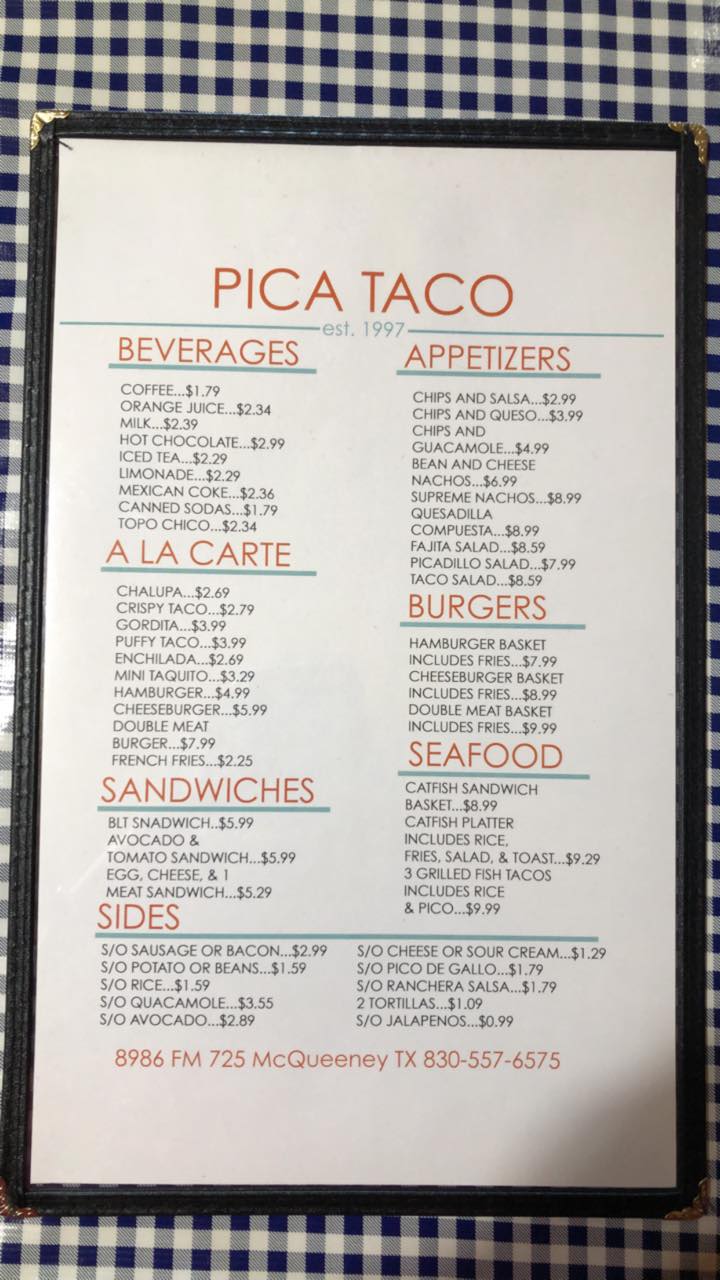 PICA TACO
est. 1997
BEVERAGES
COFFEE...$1.79
ORANGE JUICE...$2.34
MILK...$2.39
HOT CHOCOLATE...$2.99
ICED TEA...$2.29
LIMONADE...$2.29
MEXICAN COKE...$2.36
CANNED SODAS...$1.79
TOPO CHICO...$2.34
A LA CARTE
CHALUPA...$2.69
CRISPY TACO...$2.79
GORDITA...$3.99
PUFFY TACO...$3.99
ENCHILADA...$2.69
MINI TAQUITO...$3.29
HAMBURGER...$4.99
CHEESEBURGER...$5.99
DOUBLE MEAT
BURGER...$7.99
FRENCH FRIES...$2.25
SANDWICHES
BLT SNADWICH...$5.99
AVOCADO &
TOMATO SANDWICH...$5.99
EGG, CHEESE, & 1
MEAT SANDWICH...$5.29
APPETIZERS
CHIPS AND SALSA...$2.99
CHIPS AND QUESO...$3.99
CHIPS AND
GUACAMOLE...$4.99
BEAN AND CHEESE
NACHOS...$6.99
SUPREME NACHOS...$8.99
QUESADILLA
COMPUESTA...$8.99
FAJITA SALAD...$8.59
PICADILLO SALAD...$7.99
TACO SALAD...$8.59
BURGERS
HAMBURGER BASKET
INCLUDES FRIES...$7.99
CHEESEBURGER BASKET
INCLUDES FRIES...$8.99
DOUBLE MEAT BASKET
INCLUDES FRIES...$9.99
SEAFOOD
CATFISH SANDWICH
BASKET...$8.99
CATFISH PLATTER
INCLUDES RICE,
FRIES, SALAD, & TOAST...$9.29
3 GRILLED FISH TACOS
INCLUDES RICE
& PICO...$9.99
SIDES
S/O SAUSAGE OR BACON...$2.99
S/O POTATO OR BEANS...$1.59
S/O RICE...$1.59
S/O QUACAMOLE...$3.55
S/O AVOCADO...$2.89
S/O CHEESE OR SOUR CREAM...$1.29
S/O PICO DE GALLO...$1.79
S/O RANCHERA SALSA...$1.79
2 TORTILLAS...$1.09
S/O JALAPENOS...$0.99
8986 FM 725 McQueeney TX 830-557-6575